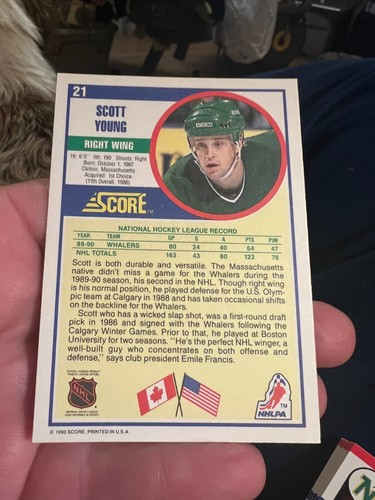 21
SCOTT
YOUNG
RIGHT WING
Ht: 6'0" Wt: 190 Shoots: Right
Born: October 1, 1967
Clinton, Massachusetts
Acquired: 1st Choice
(11th Overall, 1986)
SCORE™
NATIONAL HOCKEY LEAGUE RECORD
YEAR TEAM GP G A PTS PIM
89-90 WHALERS 80 24 40 64 47
NHL TOTALS 163 43 80 123 76
Scott is both durable and versatile. The Massachusetts
native didn't miss a game for the Whalers during the
1989-90 season, his second in the NHL. Though right wing
is his normal position, he played defense for the U.S. Olym-
pic team at Calgary in 1988 and has taken occasional shifts
on the backline for the Whalers.
Scott who has a wicked slap shot, was a first-round draft
pick in 1986 and signed with the Whalers following the
Calgary Winter Games. Prior to that, he played at Boston
University for two seasons. "He's the perfect NHL winger, a
well-built guy who concentrates on both offense and
defense," says club president Emile Francis.
NHL
NHLPA
TM
© 1990 SCORE, PRINTED IN U.S.A.